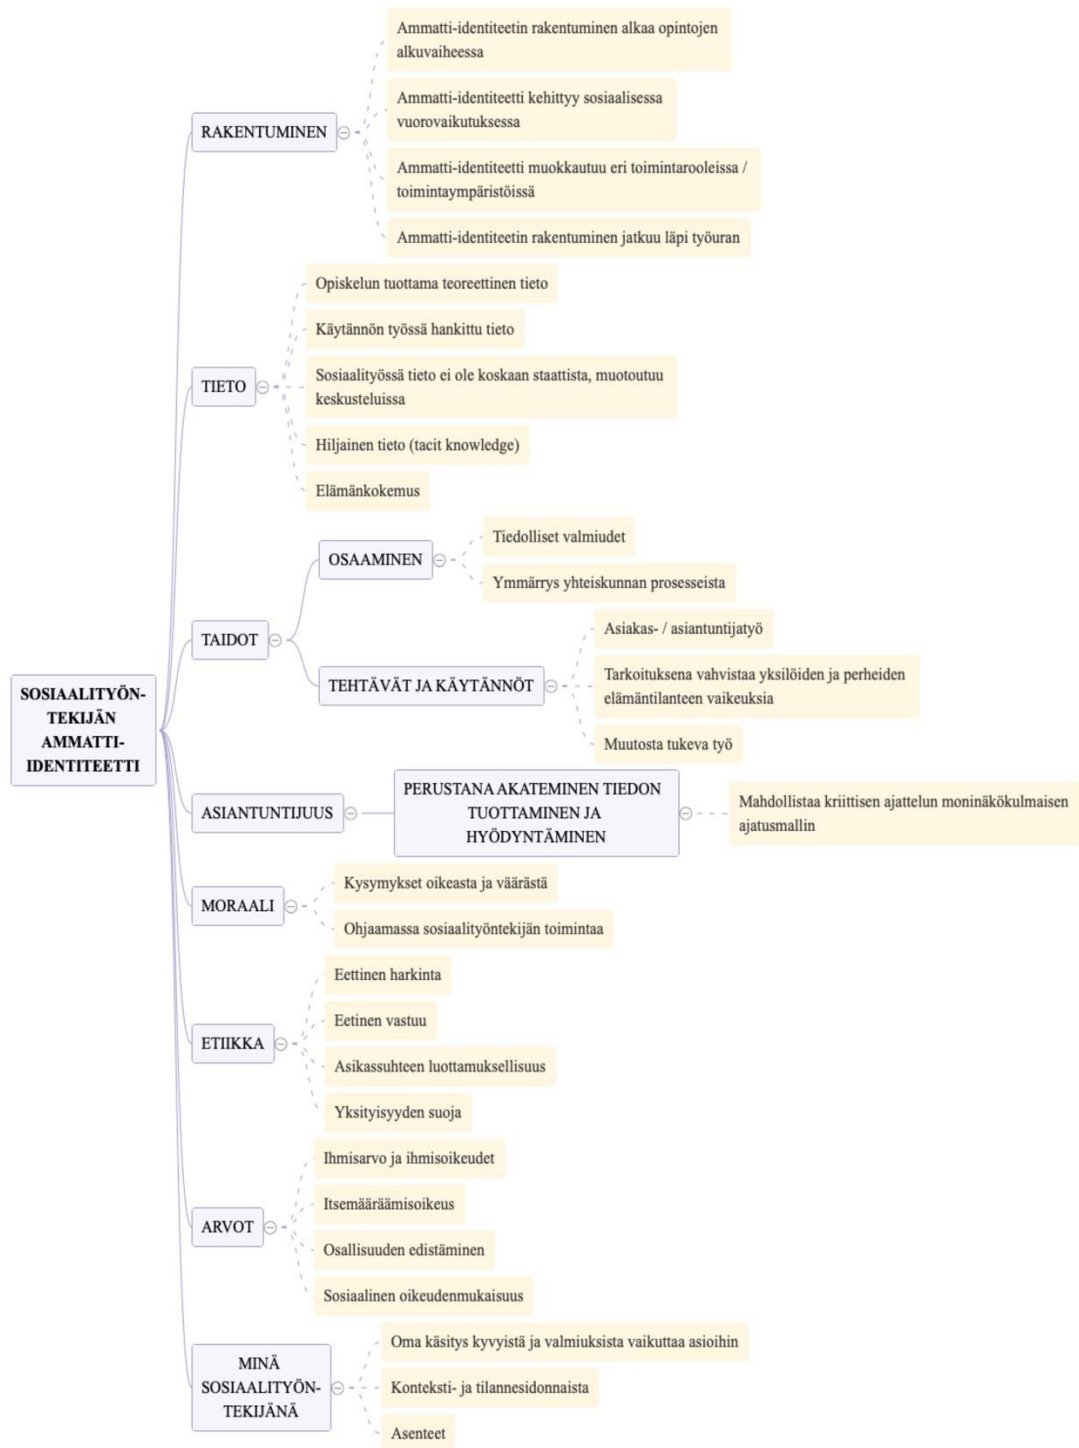 Ammatti-identiteetin rakentuminen alkaa opintojen
alkuvaiheessa
Ammatti-identiteetti kehittyy sosiaalisessa
vuorovaikutuksessa
RAKENTUMINEN
Ammatti-identiteetti muokkautuu eri toimintarooleissa /
toimintaympäristöissä
Ammatti-identiteetin rakentuminen jatkuu läpi työuran
Opiskelun tuottama teoreettinen tieto
Käytännön työssä hankittu tieto
TIETO
Sosiaalityössä tieto ei ole koskaan staattista, muotoutuu
keskusteluissa
Hiljainen tieto (tacit knowledge)
Elämänkokemus
TAIDOT
OSAAMINEN
Tiedolliset valmiudet
Ymmärrys yhteiskunnan prosesseista
TEHTÄVÄT JA KÄYTÄNNÖT
Asiakas- / asiantuntijatyö
Tarkoituksena vahvistaa yksilöiden ja perheiden
elämäntilanteen vaikeuksia
Muutosta tukeva työ
SOSIAALITYÖN-
TEKIJÄN
AMMATTI-
IDENTITEETTI
ASIANTUNTIJUUS
PERUSTANA AKATEMINEN TIEDON
TUOTTAMINEN JA
HYÖDYNTÄMINEN
Mahdollistaa kriittisen ajattelun moninäkökulmaisen
ajatusmallin
MORAALI
Kysymykset oikeasta ja väärästä
Ohjaamassa sosiaalityöntekijän toimintaa
ETIIKKA
Eettinen harkinta
Eetinen vastuu
Asikassuhteen luottamuksellisuus
Yksityisyyden suoja
ARVOT
Ihmisarvo ja ihmisoikeudet
Itsemääräämisoikeus
Osallisuuden edistäminen
Sosiaalinen oikeudenmukaisuus
MINÄ
SOSIAALITYÖN-
TEKIJÄNÄ
Oma käsitys kyvyistä ja valmiuksista vaikuttaa asioihin
Konteksti- ja tilannesidonnaista
Asenteet